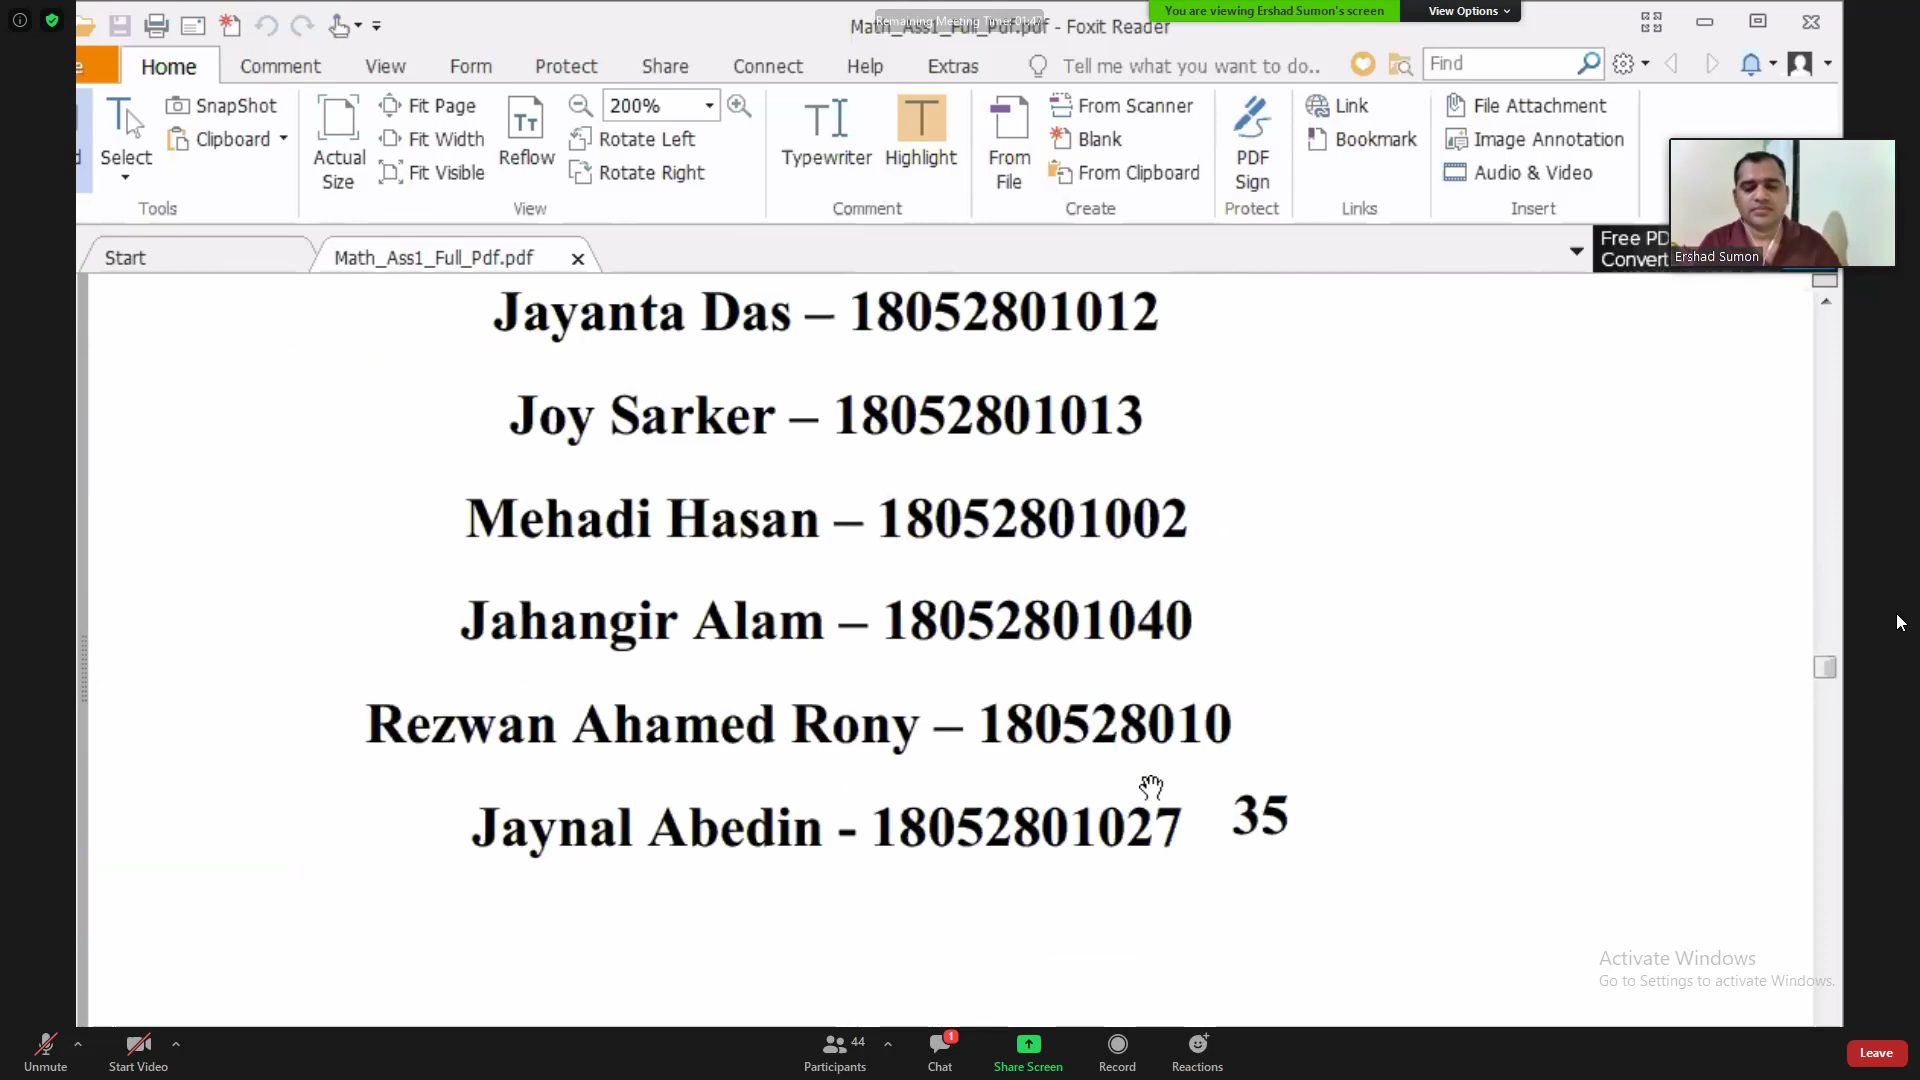 Math_Ass1_Full_Pdf.pdf - Foxit Reader
You are viewing Ershad Sumon's screen
View Options
Home Comment View Form Protect Share Connect Help Extras Tell me what you want to do.. Find
Select
SnapShot
Clipboard
Tools
Actual Size
Fit Page
Fit Width
Fit Visible
Reflow
200%
Rotate Left
Rotate Right
View
Typewriter
Highlight
Comment
From File
From Scanner
Blank
From Clipboard
Create
PDF Sign
Protect
Link
Bookmark
Links
File Attachment
Image Annotation
Audio & Video
Insert
Ershad Sumon
Start
Math_Ass1_Full_Pdf.pdf
Free PD
Convert
Jayanta Das – 18052801012
Joy Sarker – 18052801013
Mehadi Hasan – 18052801002
Jahangir Alam – 18052801040
Rezwan Ahamed Rony – 180528010
35
Jaynal Abedin - 18052801027
Activate Windows
Go to Settings to activate Windows.
Unmute
Start Video
44
Participants
1
Chat
Share Screen
Record
Reactions
Leave